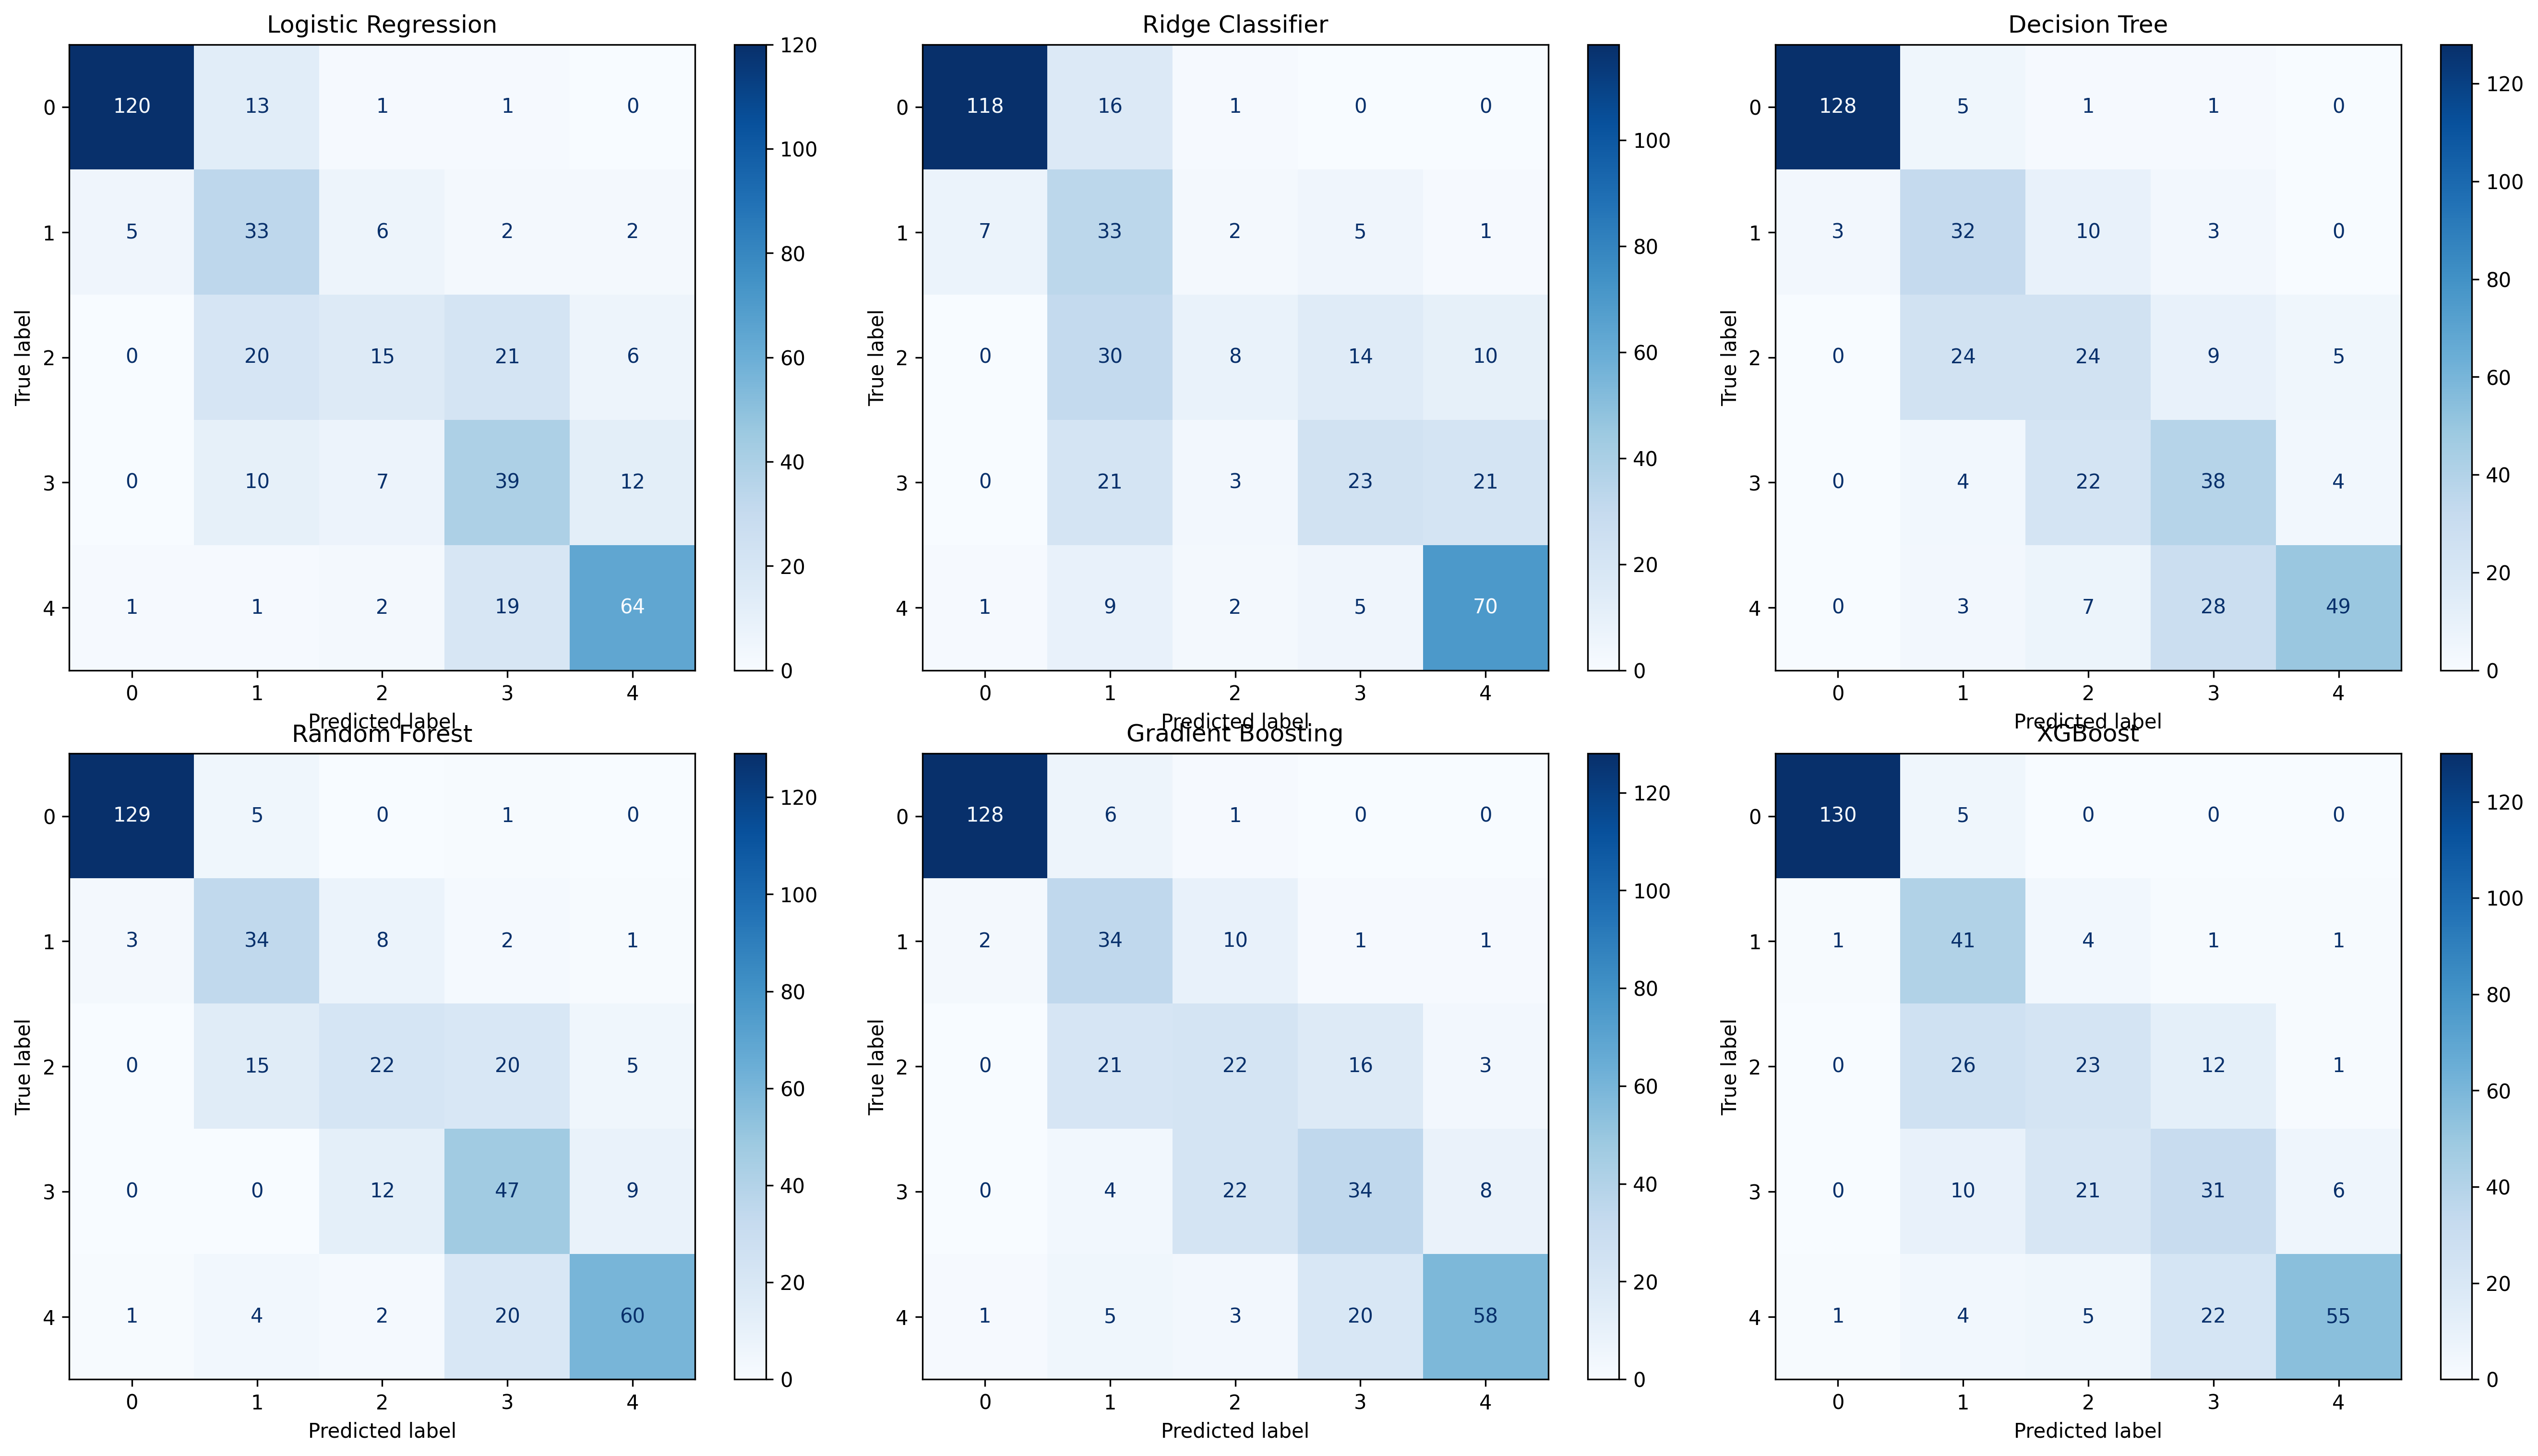 Logistic Regression
120 13 1 1 0
5 33 6 2 2
0 20 15 21 6
0 10 7 39 12
1 1 2 19 64
0
1
2
3
4
0 1 2 3 4
True label
Predicted label
120
100
80
60
40
20
0
Ridge Classifier
118 16 1 0 0
7 33 2 5 1
0 30 8 14 10
0 21 3 23 21
1 9 2 5 70
0
1
2
3
4
0 1 2 3 4
True label
Predicted label
100
80
60
40
20
0
Decision Tree
128 5 1 1 0
3 32 10 3 0
0 24 24 9 5
0 4 22 38 4
0 3 7 28 49
0
1
2
3
4
0 1 2 3 4
True label
Predicted label
120
100
80
60
40
20
0
Random Forest
129 5 0 1 0
3 34 8 2 1
0 15 22 20 5
0 0 12 47 9
1 4 2 20 60
0
1
2
3
4
0 1 2 3 4
True label
Predicted label
120
100
80
60
40
20
0
Gradient Boosting
128 6 1 0 0
2 34 10 1 1
0 21 22 16 3
0 4 22 34 8
1 5 3 20 58
0
1
2
3
4
0 1 2 3 4
True label
Predicted label
120
100
80
60
40
20
0
XGBoost
130 5 0 0 0
1 41 4 1 1
0 26 23 12 1
0 10 21 31 6
1 4 5 22 55
0
1
2
3
4
0 1 2 3 4
True label
Predicted label
120
100
80
60
40
20
0